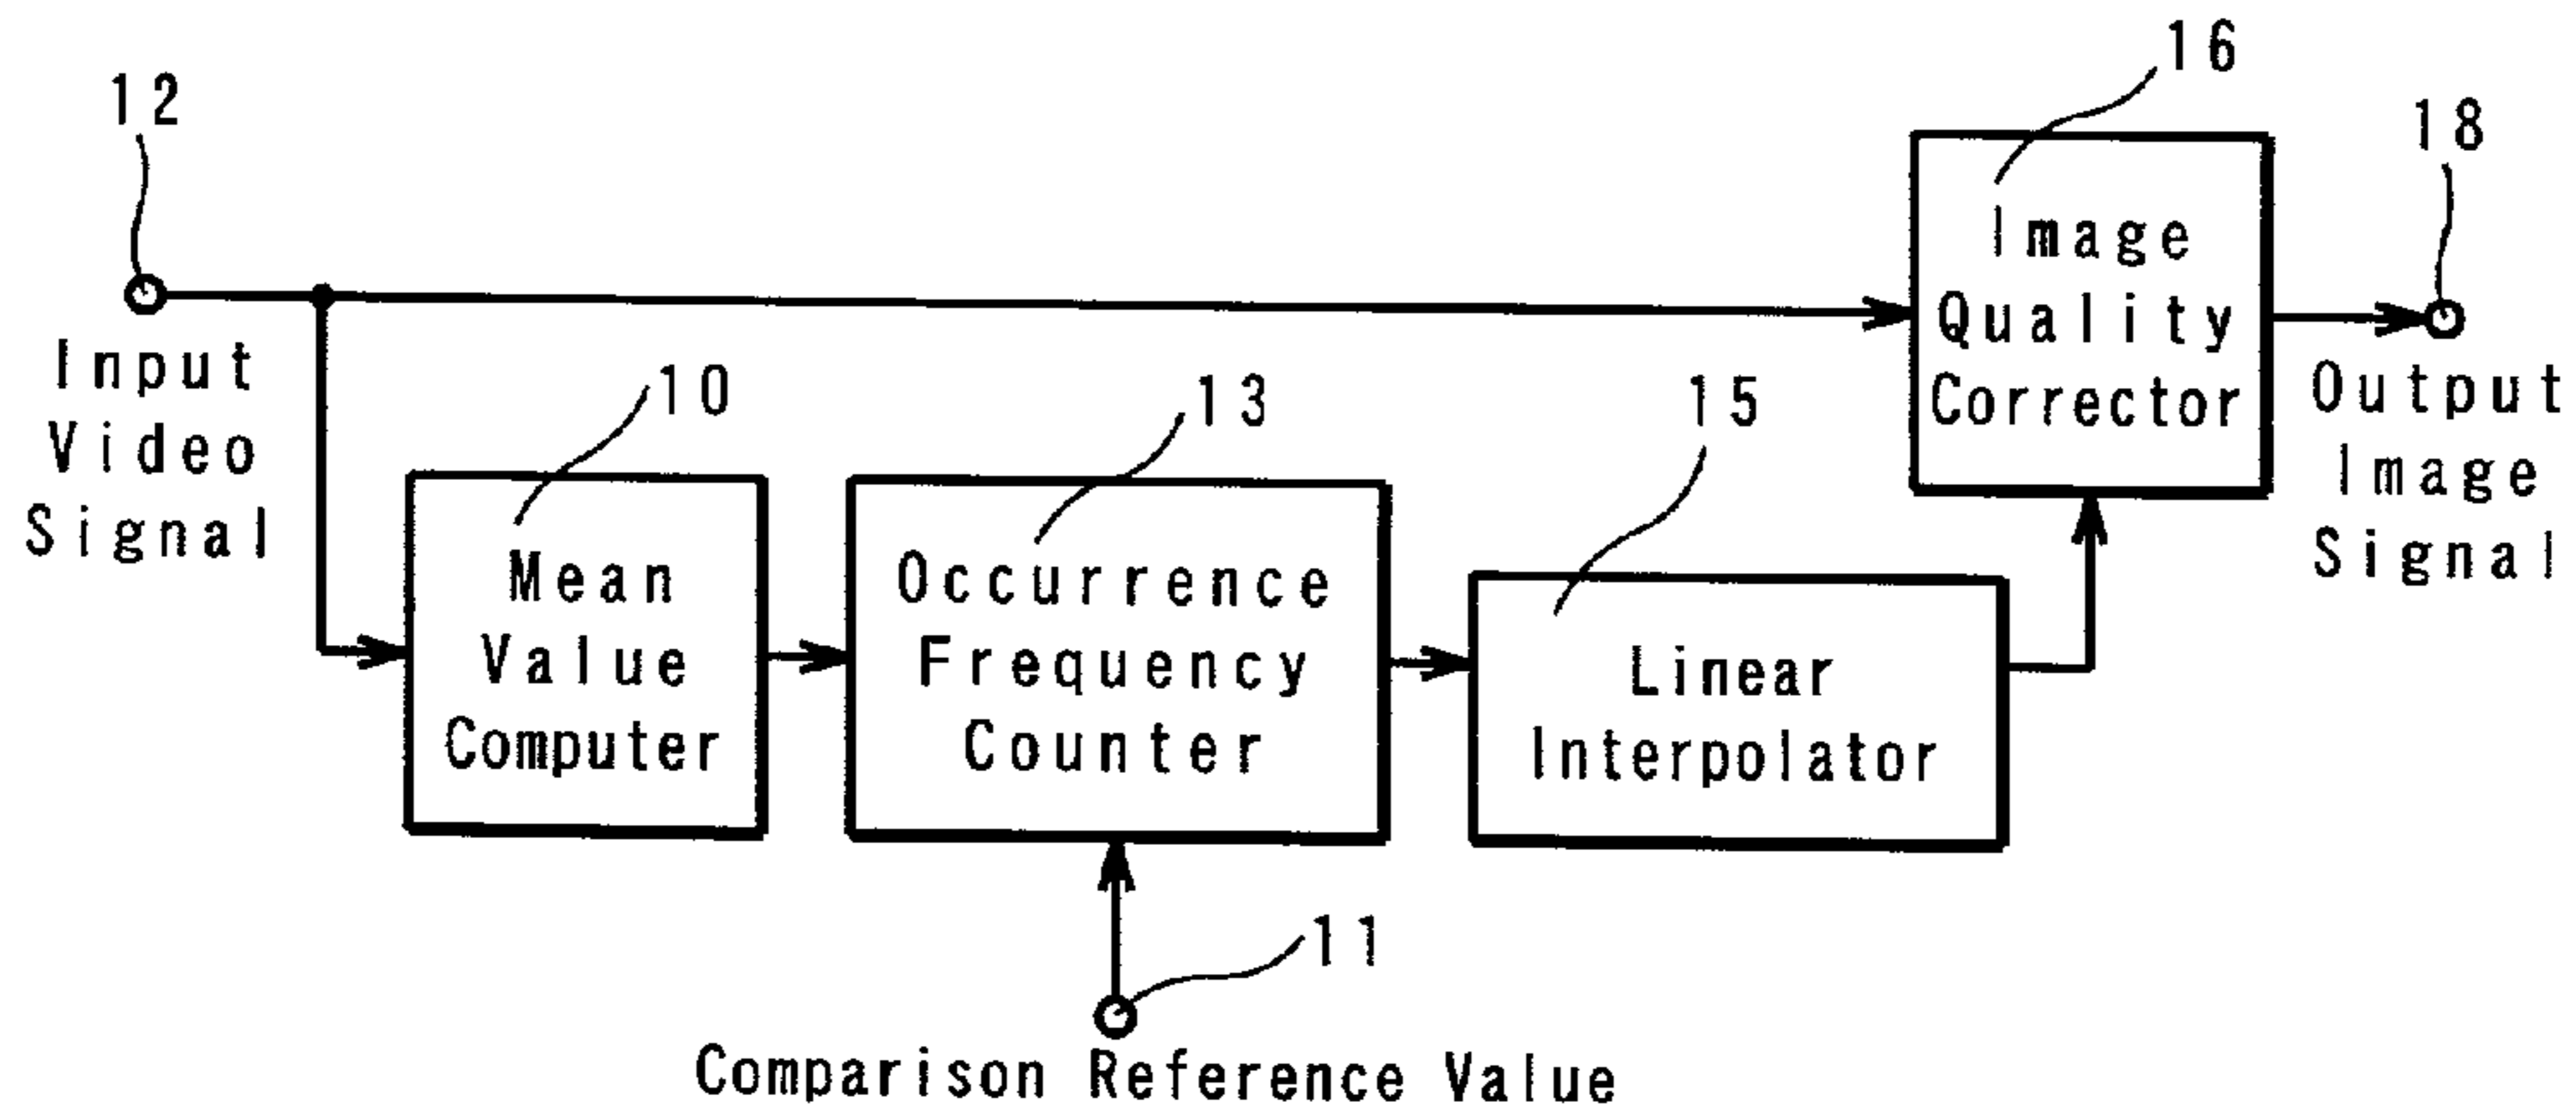 12
Input
Video
Signal
10
Mean
Value
Computer
13
Occurrence
Frequency
Counter
11
Comparison Reference Value
15
Linear
Interpolator
16
Image
Quality
Corrector
18
Output
Image
Signal